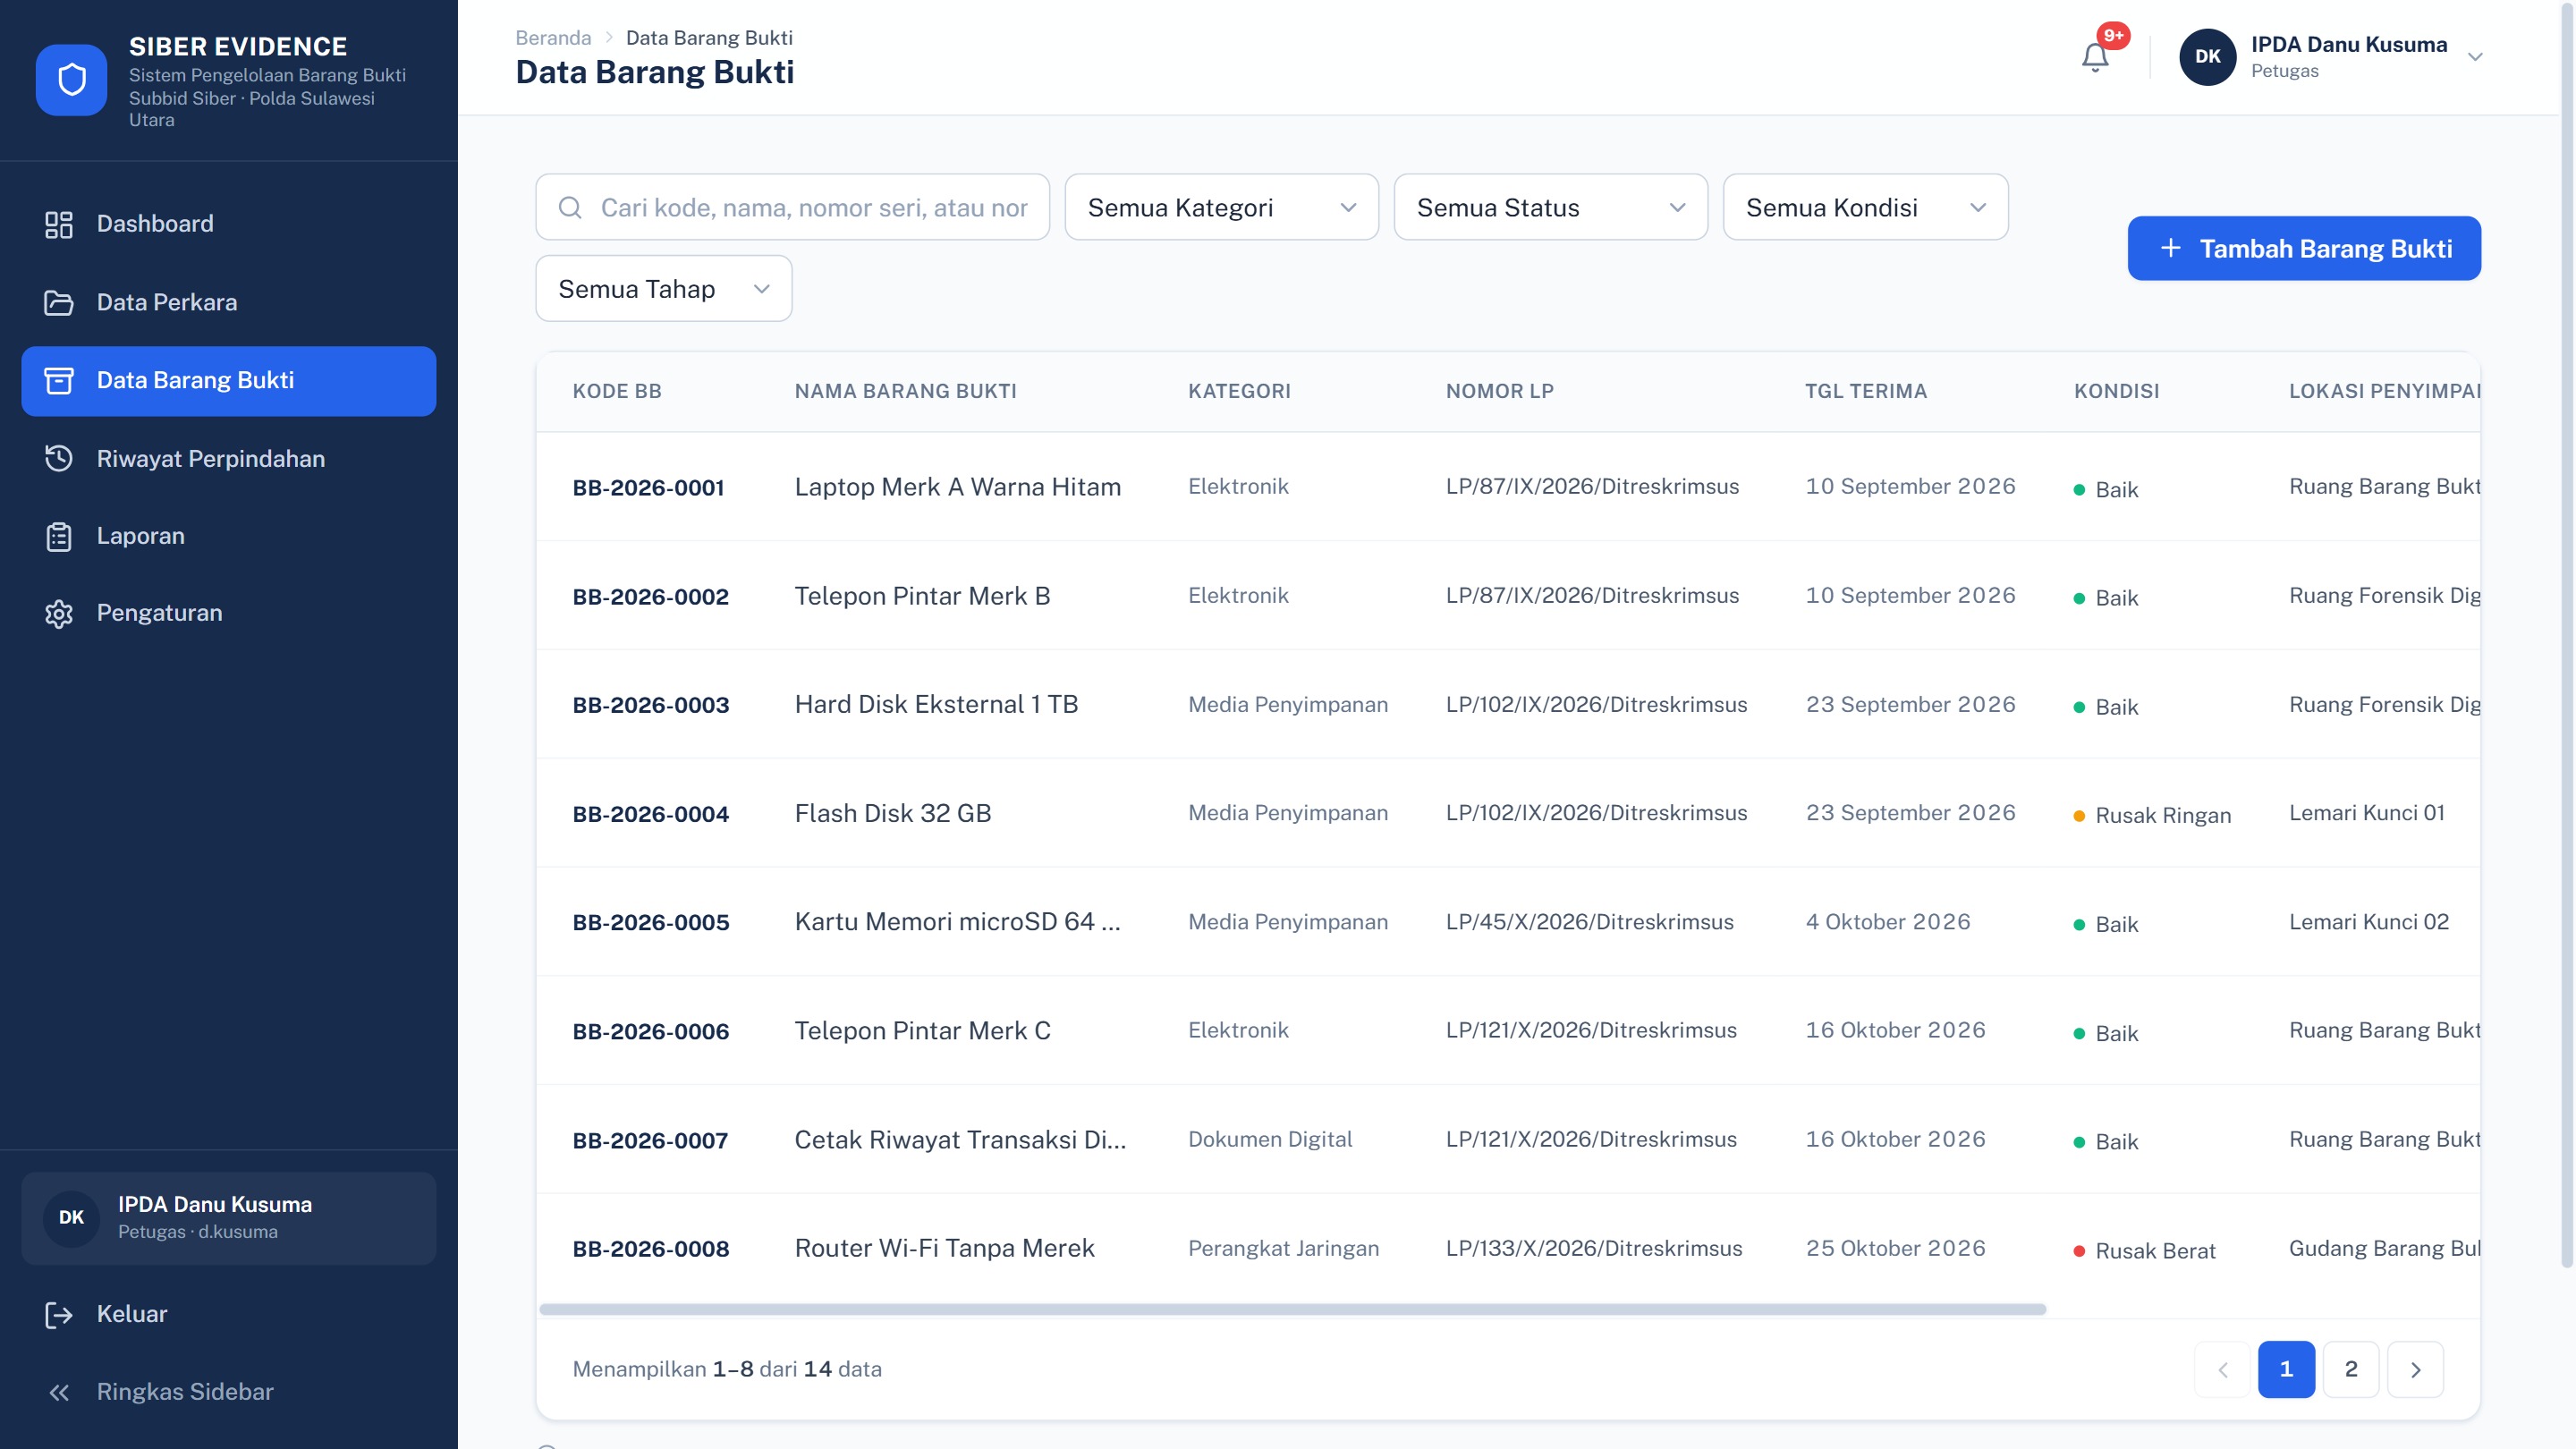 SIBER EVIDENCE
Sistem Pengelolaan Barang Bukti
Subbid Siber · Polda Sulawesi
Utara
Dashboard
Data Perkara
Data Barang Bukti
Riwayat Perpindahan
Laporan
Pengaturan
DK
IPDA Danu Kusuma
Petugas · d.kusuma
Keluar
Ringkas Sidebar
Beranda > Data Barang Bukti
Data Barang Bukti
9+
DK
IPDA Danu Kusuma
Petugas
Cari kode, nama, nomor seri, atau nor
Semua Kategori
Semua Status
Semua Kondisi
Semua Tahap
+ Tambah Barang Bukti
KODE BB NAMA BARANG BUKTI KATEGORI NOMOR LP TGL TERIMA KONDISI LOKASI PENYIMPA
BB-2026-0001 Laptop Merk A Warna Hitam Elektronik LP/87/IX/2026/Ditreskrimsus 10 September 2026 Baik Ruang Barang Bukt
BB-2026-0002 Telepon Pintar Merk B Elektronik LP/87/IX/2026/Ditreskrimsus 10 September 2026 Baik Ruang Forensik Dig
BB-2026-0003 Hard Disk Eksternal 1 TB Media Penyimpanan LP/102/IX/2026/Ditreskrimsus 23 September 2026 Baik Ruang Forensik Dig
BB-2026-0004 Flash Disk 32 GB Media Penyimpanan LP/102/IX/2026/Ditreskrimsus 23 September 2026 Rusak Ringan Lemari Kunci 01
BB-2026-0005 Kartu Memori microSD 64 ... Media Penyimpanan LP/45/X/2026/Ditreskrimsus 4 Oktober 2026 Baik Lemari Kunci 02
BB-2026-0006 Telepon Pintar Merk C Elektronik LP/121/X/2026/Ditreskrimsus 16 Oktober 2026 Baik Ruang Barang Bukt
BB-2026-0007 Cetak Riwayat Transaksi Di... Dokumen Digital LP/121/X/2026/Ditreskrimsus 16 Oktober 2026 Baik Ruang Barang Bukt
BB-2026-0008 Router Wi-Fi Tanpa Merek Perangkat Jaringan LP/133/X/2026/Ditreskrimsus 25 Oktober 2026 Rusak Berat Gudang Barang Bu
Menampilkan 1–8 dari 14 data
1 2